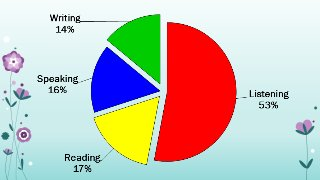 Writing
14%
Speaking
16%
Listening
53%
Reading
17%